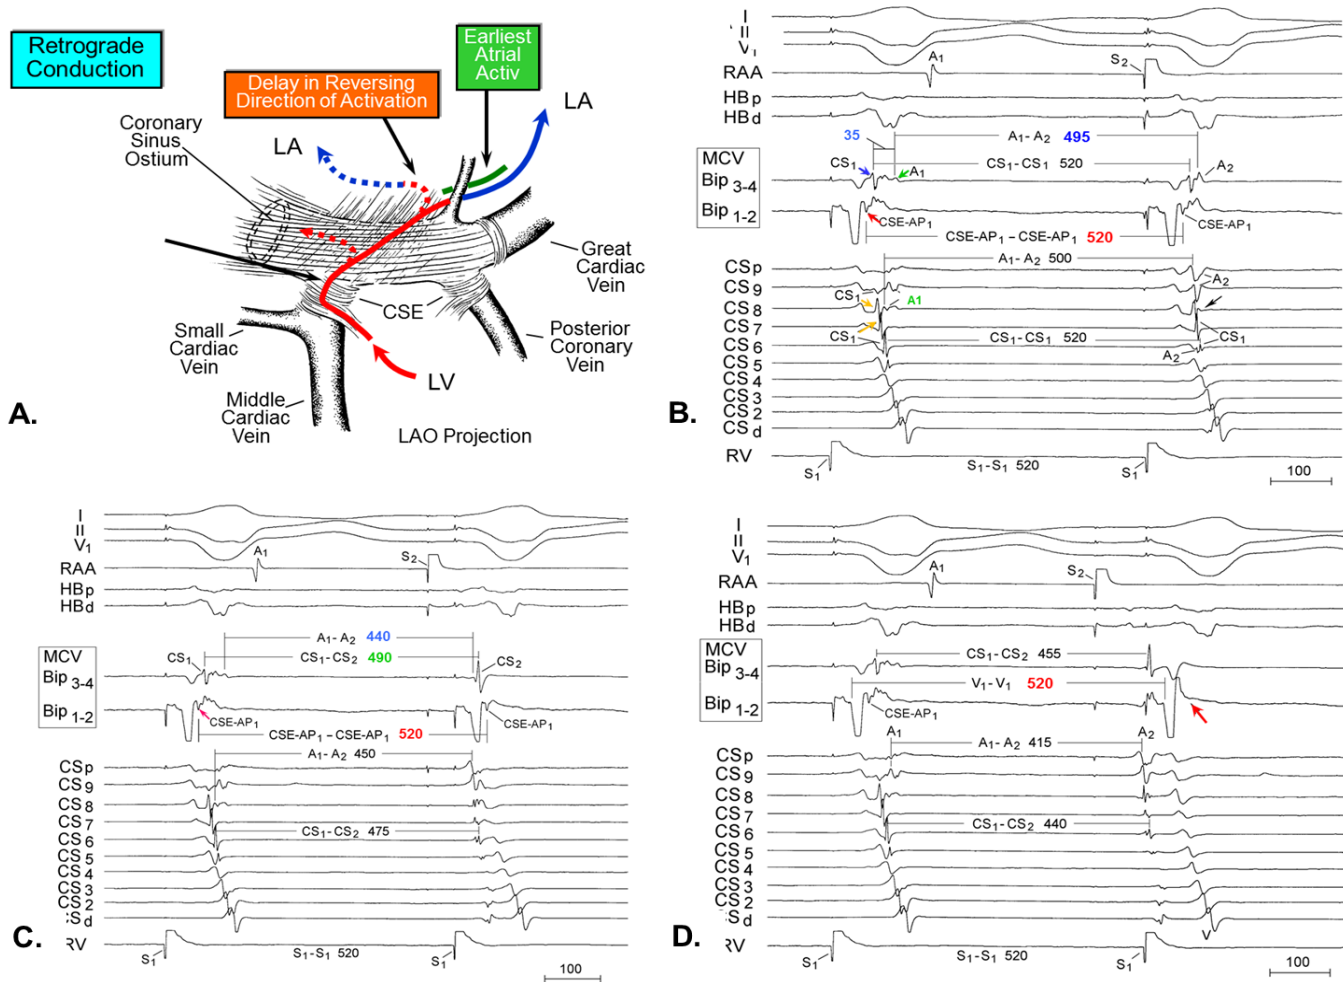 Retrograde
Conduction
Earliest
Atrial
Activ
Delay in Reversing
Direction of Activation
LA
LA
Coronary
Sinus
Ostium
Great
Cardiac
Vein
CSE
Small
Cardiac
Vein
Posterior
Coronary
Vein
LV
Middle
Cardiac
Vein
LAO Projection
A.
B.
I
II
V1
RAA
A1
S2
HBp
HBd
35
A1-A2 495
MCV
CS1
CS1-CS1 520
A2
Bip 3-4
A1
Bip 1-2
CSE-AP1
CSE-AP1
CSE-AP1-CSE-AP1 520
CSp
A1-A2 500
A2
CS9
CS1
A1
CS8
CS7
CS1
CS1-CS1 520
CS1
CS6
A2
CS5
CS4
CS3
CS2
CSd
RV
S1
S1-S1 520
S1
100
C.
I
II
V1
RAA
A1
S2
HBp
HBd
A1-A2 440
MCV
CS1
CS1-CS2 490
CS2
Bip 3-4
Bip 1-2
CSE-AP1
CSE-AP1
CSE-AP1-CSE-AP1 520
A1-A2 450
CSp
CS9
CS8
CS7
CS1-CS2 475
CS6
CS5
CS4
CS3
CS2
Sd
RV
S1
S1-S1 520
S1
100
D.
I
II
V1
RAA
A1
S2
HBp
HBd
MCV
CS1-CS2 455
Bip 3-4
V1-V1 520
Bip 1-2
CSE-AP1
A1
A1-A2 415
A2
CSp
CS9
CS8
CS7
CS1-CS2 440
CS6
CS5
CS4
CS3
CS2
Sd
V
RV
S1
S1-S1 520
S1
100